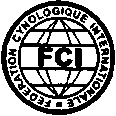 FEDERATION CYNOLOGIQUE INTERNATIONALE
FCI